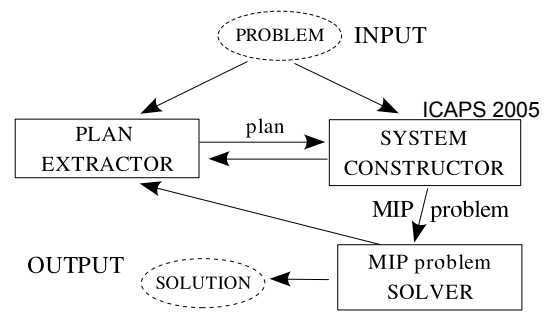 PROBLEM INPUT
ICAPS 2005
PLAN
EXTRACTOR
plan
SYSTEM
CONSTRUCTOR
MIP problem
OUTPUT
SOLUTION
MIP problem
SOLVER